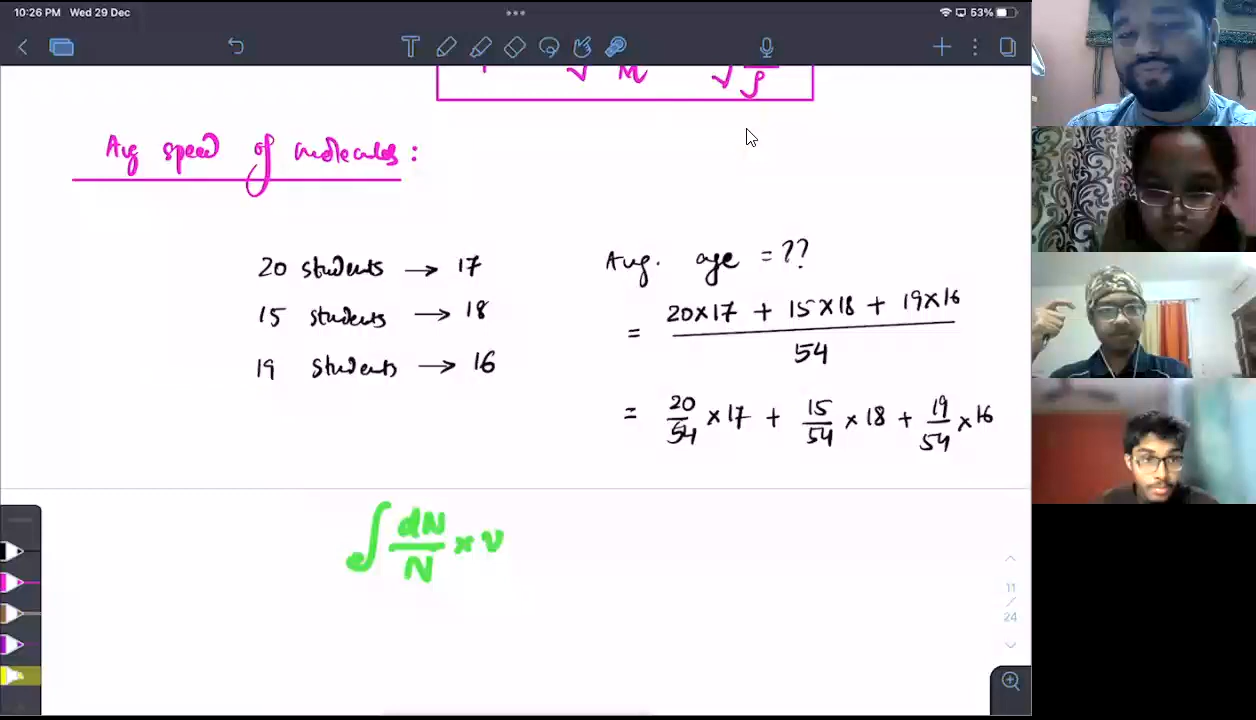 10:26 PM Wed 29 Dec
53%
Avg speed of molecules :
20 students → 17
15 students → 18
19 students → 16
Avg. age = ??
= 20×17 + 15×18 + 19×16 / 54
= 20/54 ×17 + 15/54 × 18 + 19/54 × 16
∫ dN/N × v
11
/
24